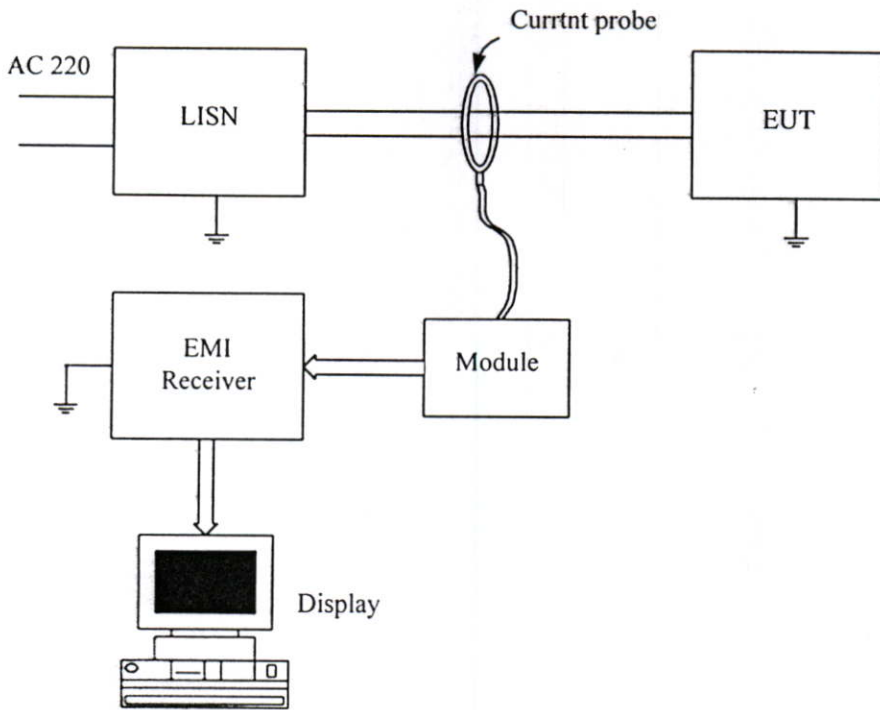 Currtnt probe
AC 220
LISN
EUT
EMI
Receiver
Module
Display